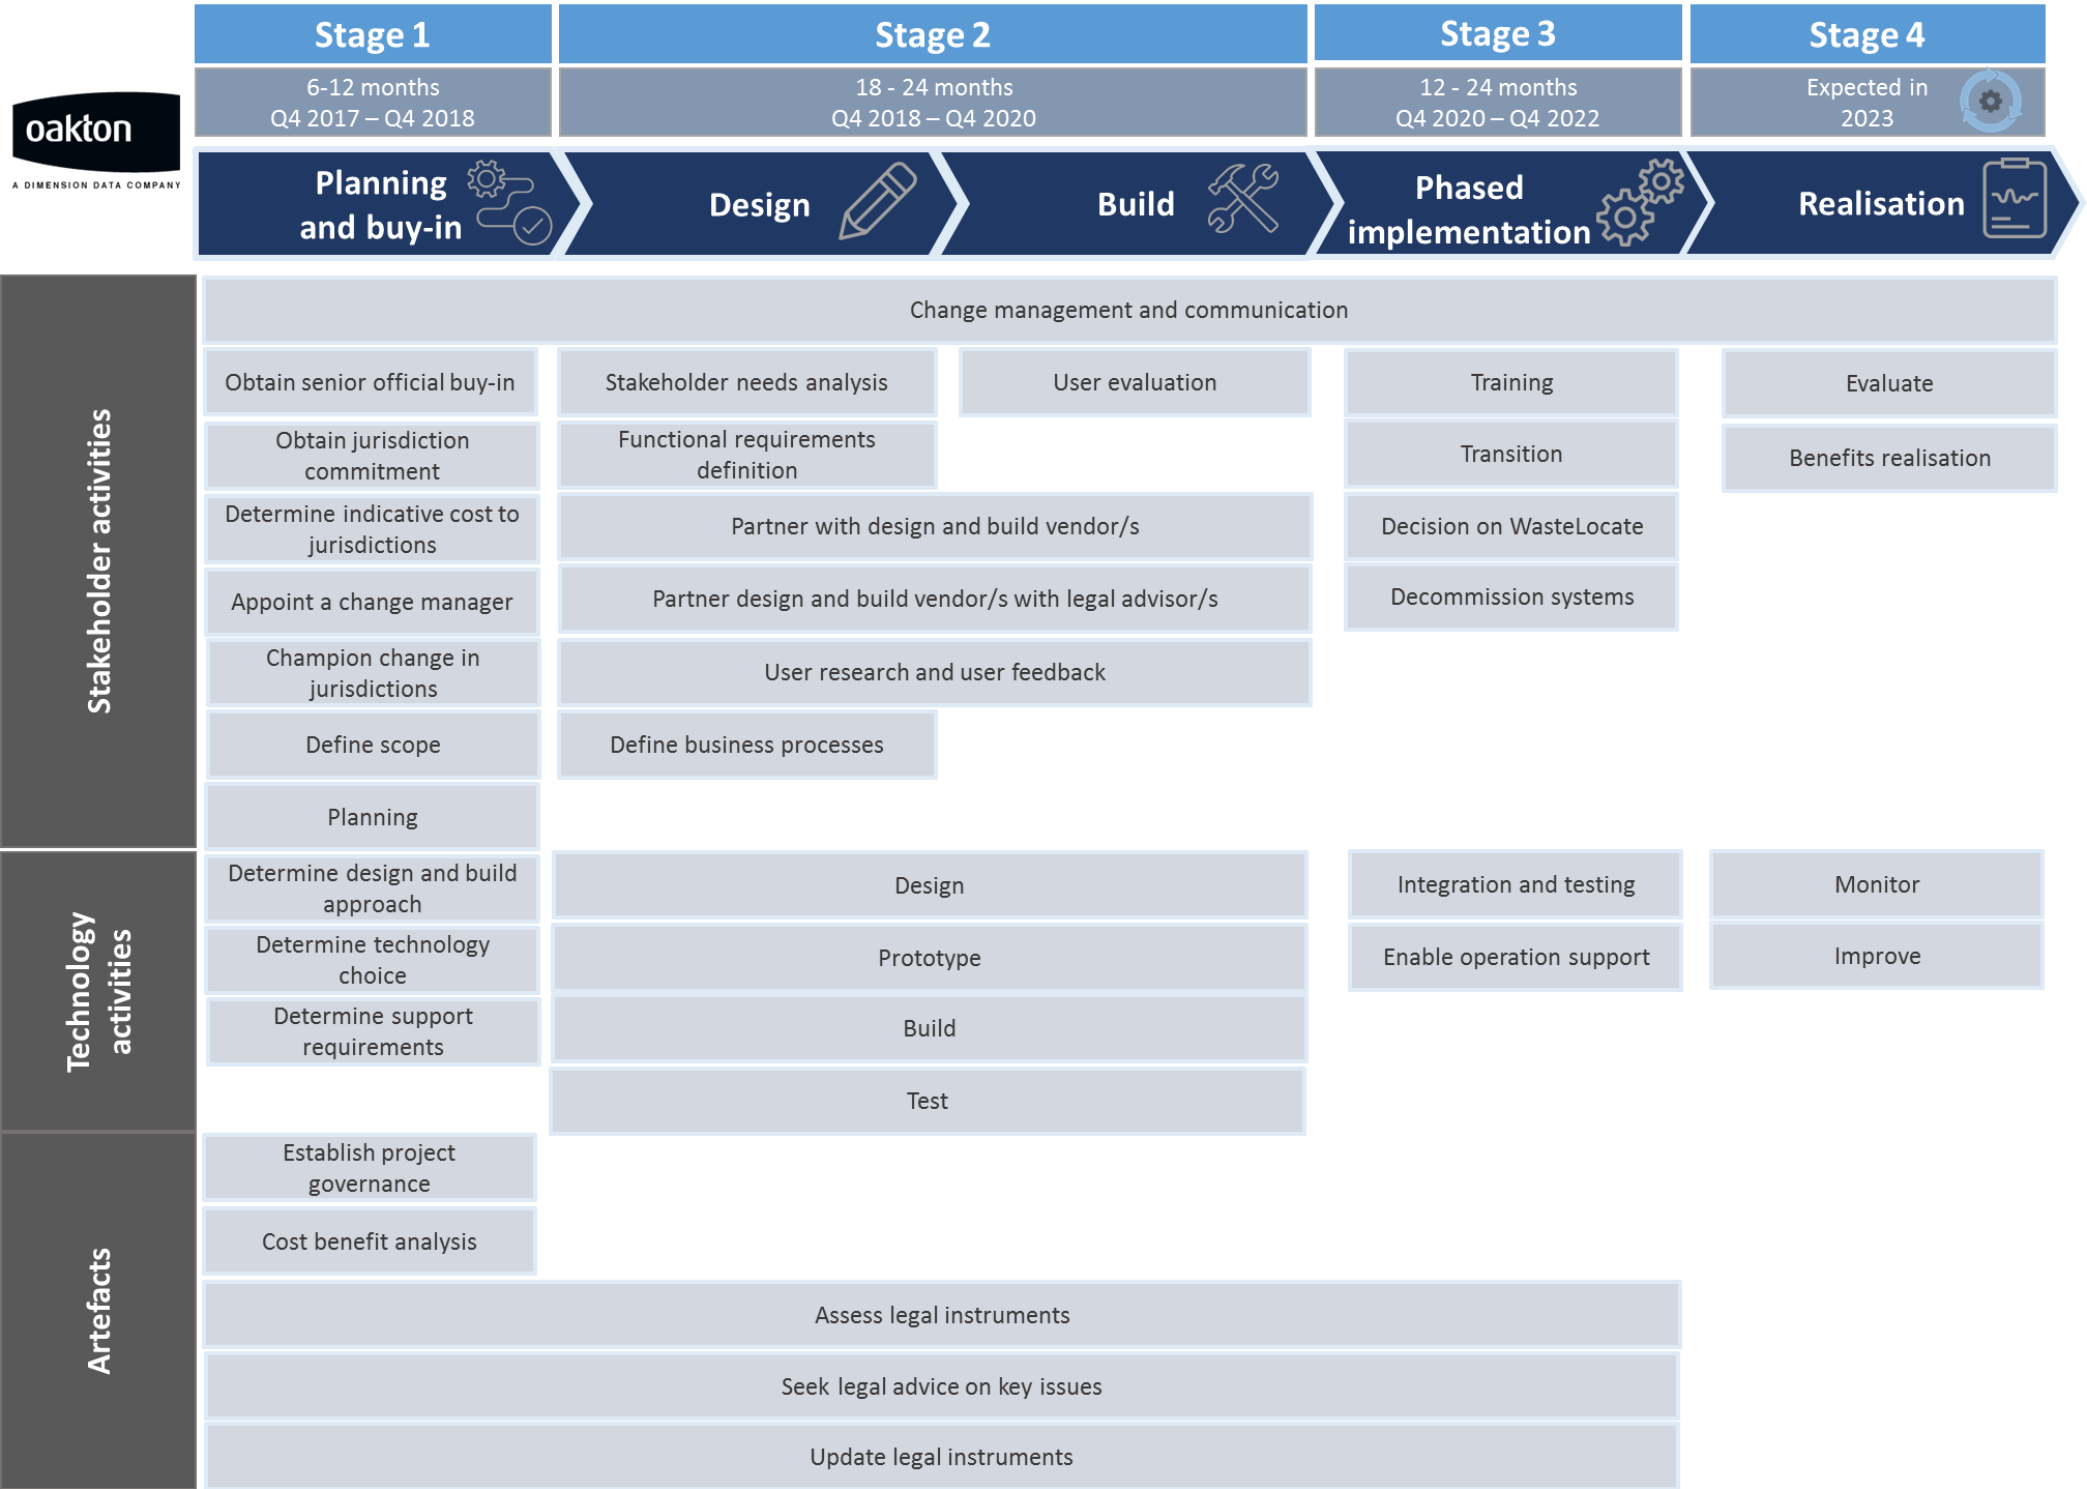 Stage 1
Stage 2
Stage 3
Stage 4
6-12 months
Q4 2017 – Q4 2018
18 - 24 months
Q4 2018 – Q4 2020
12 - 24 months
Q4 2020 – Q4 2022
Expected in
2023
oakton
A DIMENSION DATA COMPANY
Planning
and buy-in
Design
Build
Phased
implementation
Realisation
Stakeholder activities
Change management and communication
Obtain senior official buy-in
Stakeholder needs analysis
User evaluation
Training
Evaluate
Obtain jurisdiction
commitment
Functional requirements
definition
Transition
Benefits realisation
Determine indicative cost to
jurisdictions
Partner with design and build vendor/s
Decision on WasteLocate
Appoint a change manager
Partner design and build vendor/s with legal advisor/s
Decommission systems
Champion change in
jurisdictions
User research and user feedback
Define scope
Define business processes
Planning
Technology
activities
Determine design and build
approach
Design
Integration and testing
Monitor
Determine technology
choice
Prototype
Enable operation support
Improve
Determine support
requirements
Build
Test
Artefacts
Establish project
governance
Cost benefit analysis
Assess legal instruments
Seek legal advice on key issues
Update legal instruments